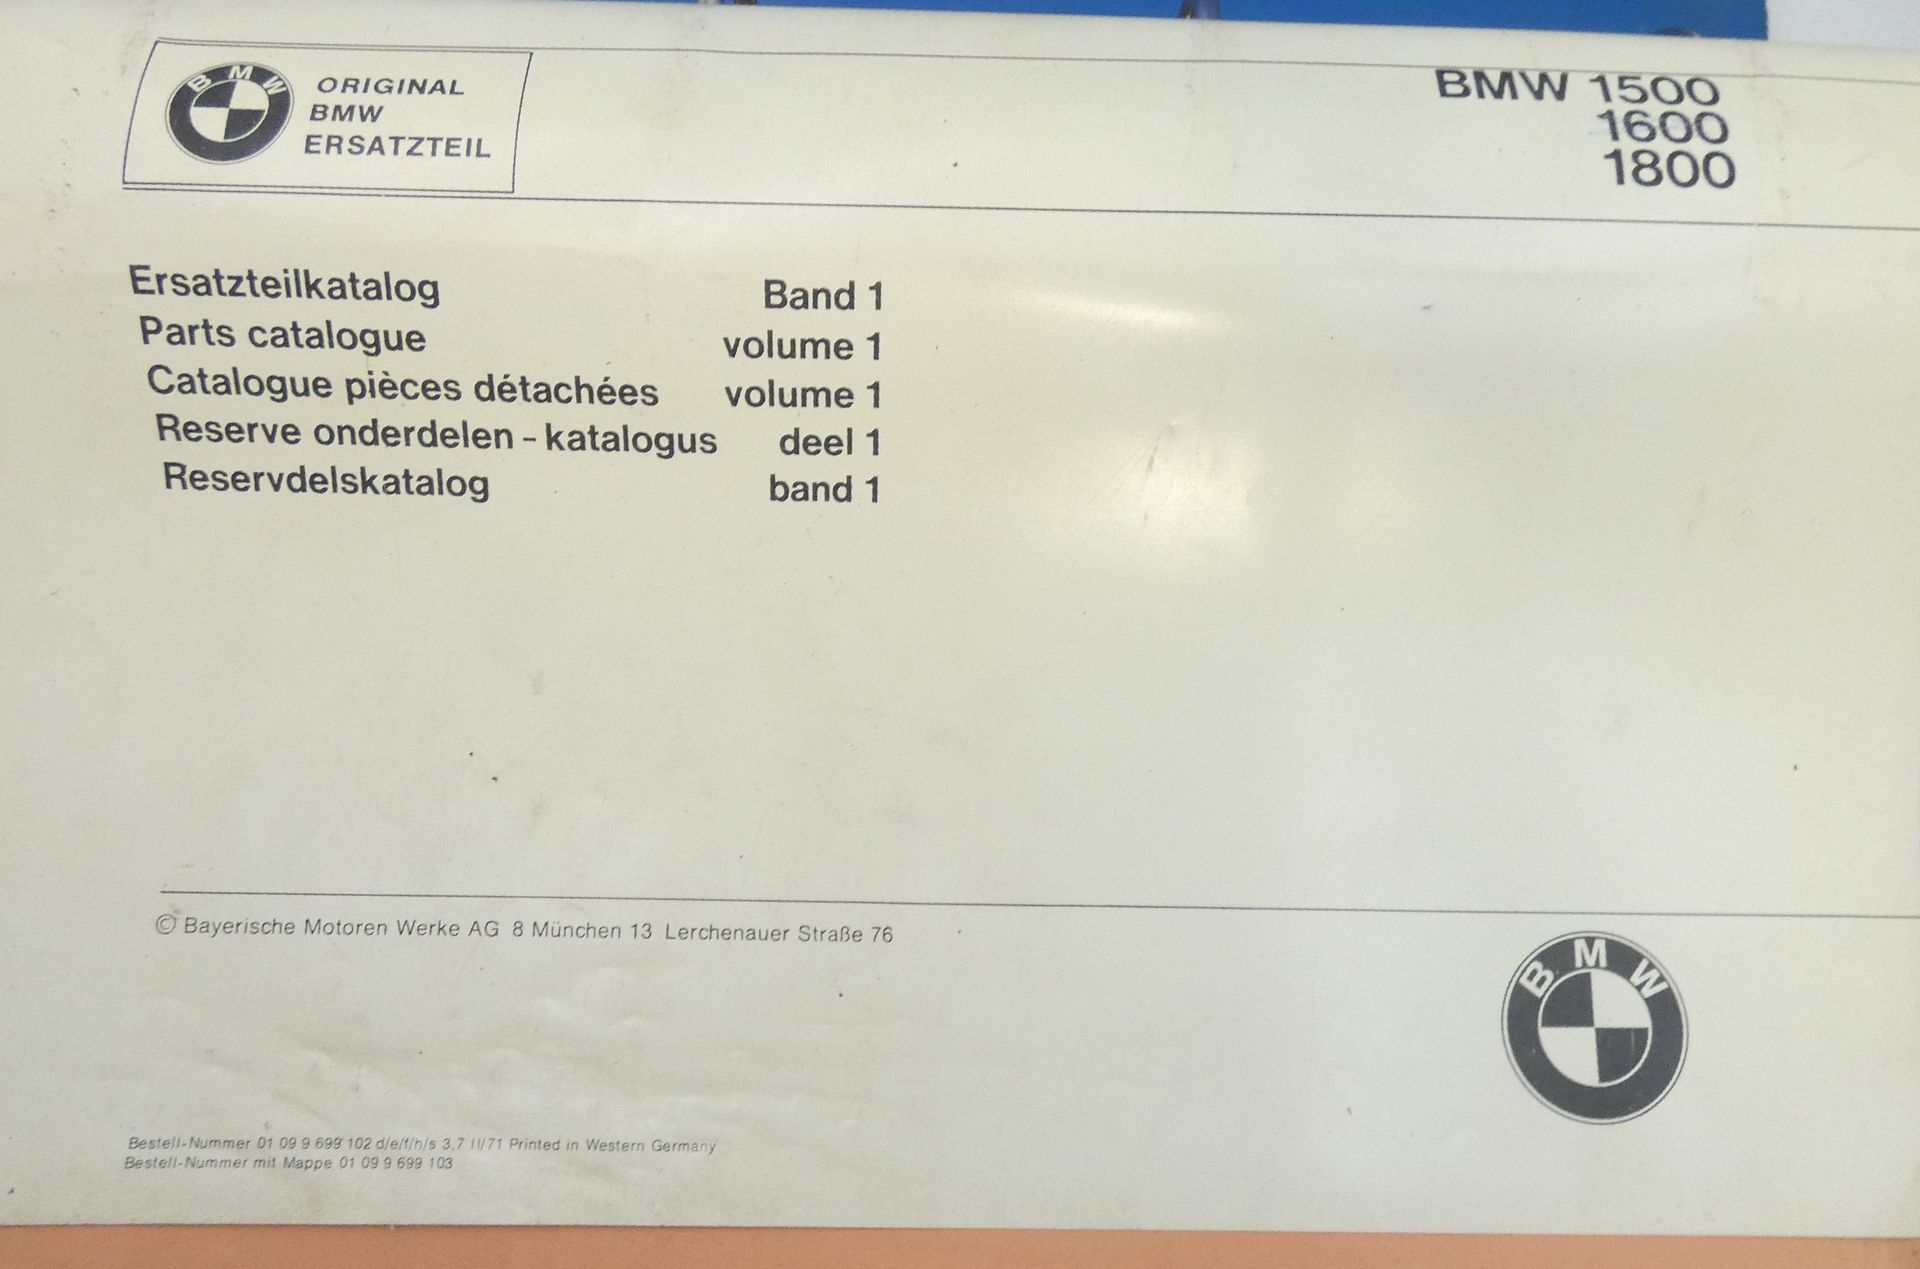 BMW
ORIGINAL
BMW
ERSATZTEIL
BMW 1500
1600
1800
Ersatzteilkatalog Band 1
Parts catalogue volume 1
Catalogue pièces détachées volume 1
Reserve onderdelen - katalogus deel 1
Reservdelskatalog band 1
© Bayerische Motoren Werke AG 8 München 13 Lerchenauer Straße 76
BMW
Bestell-Nummer 01 09 9 699 102 d/e/f/h/s 3,7 II/71 Printed in Western Germany
Bestell-Nummer mit Mappe 01 09 9 699 103